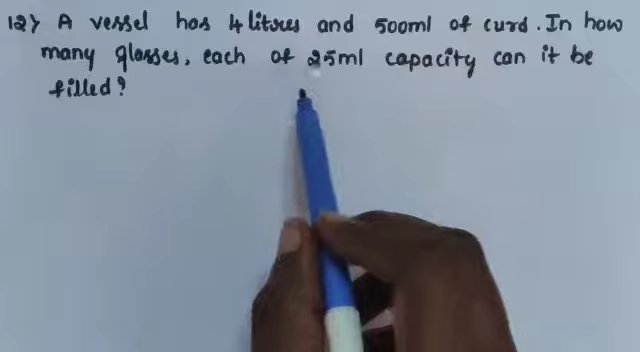 12) A vessel has 4 litres and 500ml of curd. In how
many glasses, each of 25ml capacity can it be
filled?